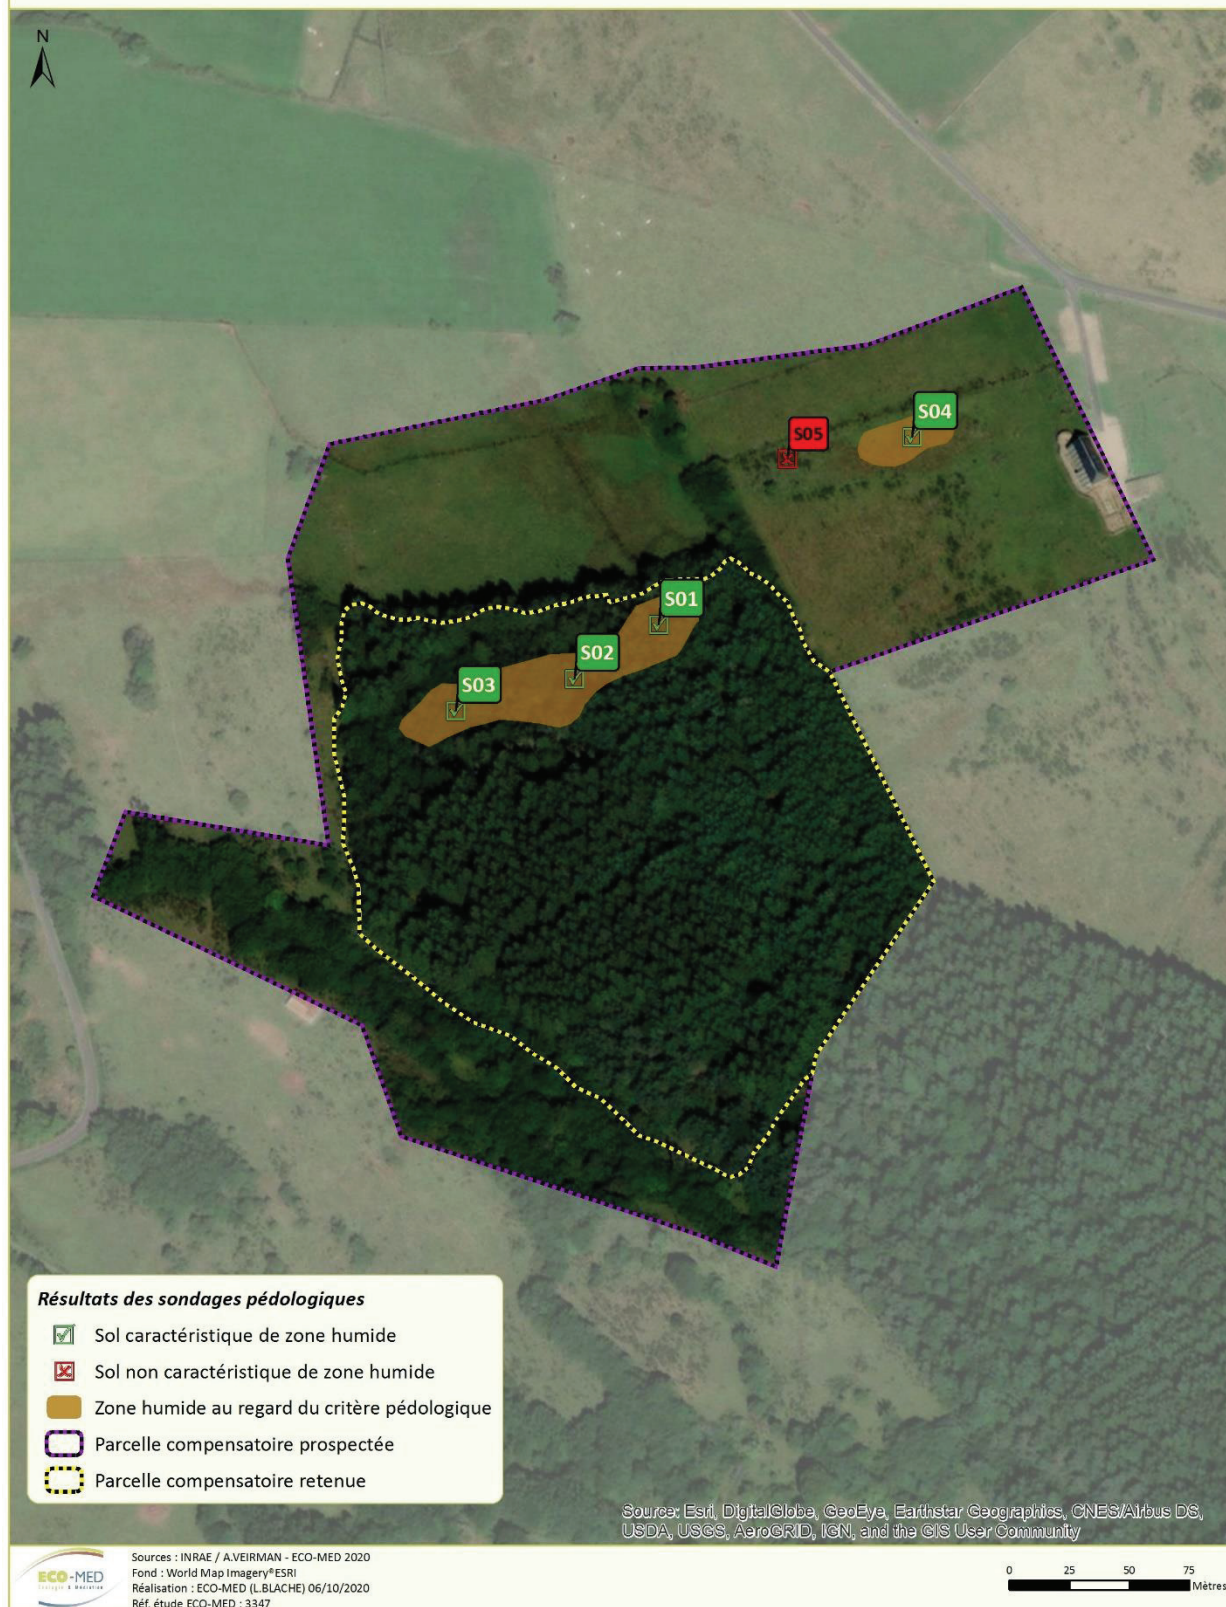 N
S04
S05
S01
S02
S03
Résultats des sondages pédologiques
Sol caractéristique de zone humide
Sol non caractéristique de zone humide
Zone humide au regard du critère pédologique
Parcelle compensatoire prospectée
Parcelle compensatoire retenue
Source: Esri, DigitalGlobe, GeoEye, Earthstar Geographics, CNES/Airbus DS,
USDA, USGS, AeroGRID, IGN, and the GIS User Community
ECO-MED
Ecologie & Médiation
Sources : INRAE / A.VEIRMAN - ECO-MED 2020
Fond : World Map Imagery®ESRI
Réalisation : ECO-MED (L.BLACHE) 06/10/2020
Réf. étude ECO-MED : 3347
0 25 50 75
Mètres